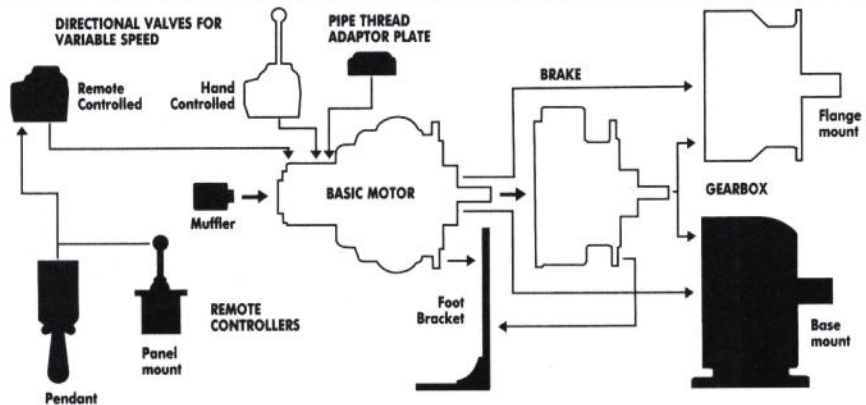 DIRECTIONAL VALVES FOR
VARIABLE SPEED
PIPE THREAD
ADAPTOR PLATE
Remote
Controlled
Hand
Controlled
BRAKE
Flange
mount
BASIC MOTOR
GEARBOX
Muffler
Foot
Bracket
REMOTE
CONTROLLERS
Panel
mount
Base
mount
Pendant